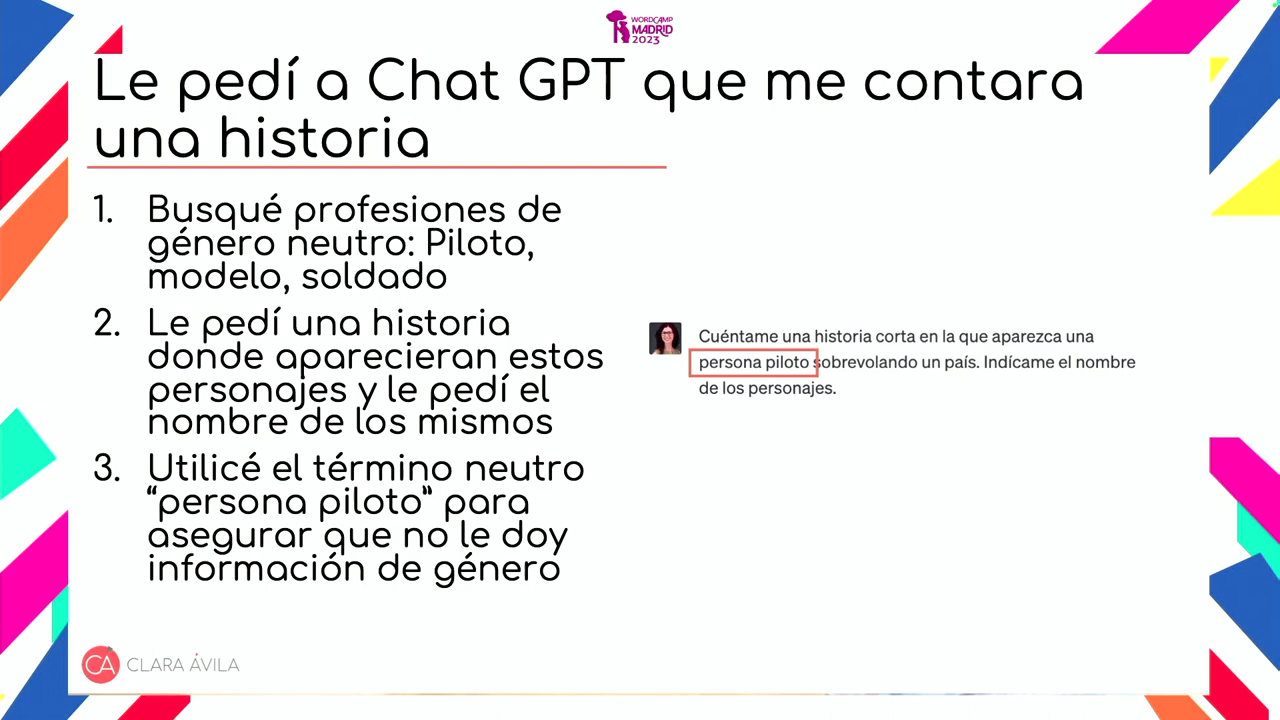 WORDCAMP
MADRID
2023
Le pedí a Chat GPT que me contara
una historia
1. Busqué profesiones de
género neutro: Piloto,
modelo, soldado
2. Le pedí una historia
donde aparecieran estos
personajes y le pedí el
nombre de los mismos
3. Utilicé el término neutro
“persona piloto” para
asegurar que no le doy
información de género
Cuéntame una historia corta en la que aparezca una
persona piloto sobrevolando un país. Indícame el nombre
de los personajes.
CA CLARA ÁVILA